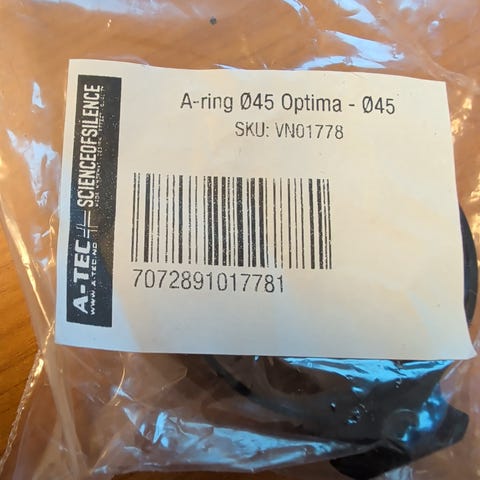 A-ring Ø45 Optima - Ø45
SKU: VN01778
7072891017781
A-TEC SCIENCEOFSILENCE
WWW.A-TEC.NO